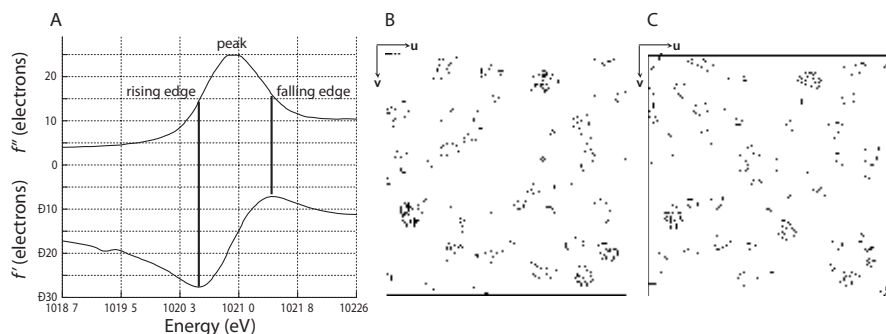 A
peak
rising edge
falling edge
f″ (electrons)
20
10
0
f′ (electrons)
Ð10
Ð20
Ð30
1018 7
1019 5
1020 3
1021 0
1021 8
10226
Energy (eV)
B
u
v
C
u
v